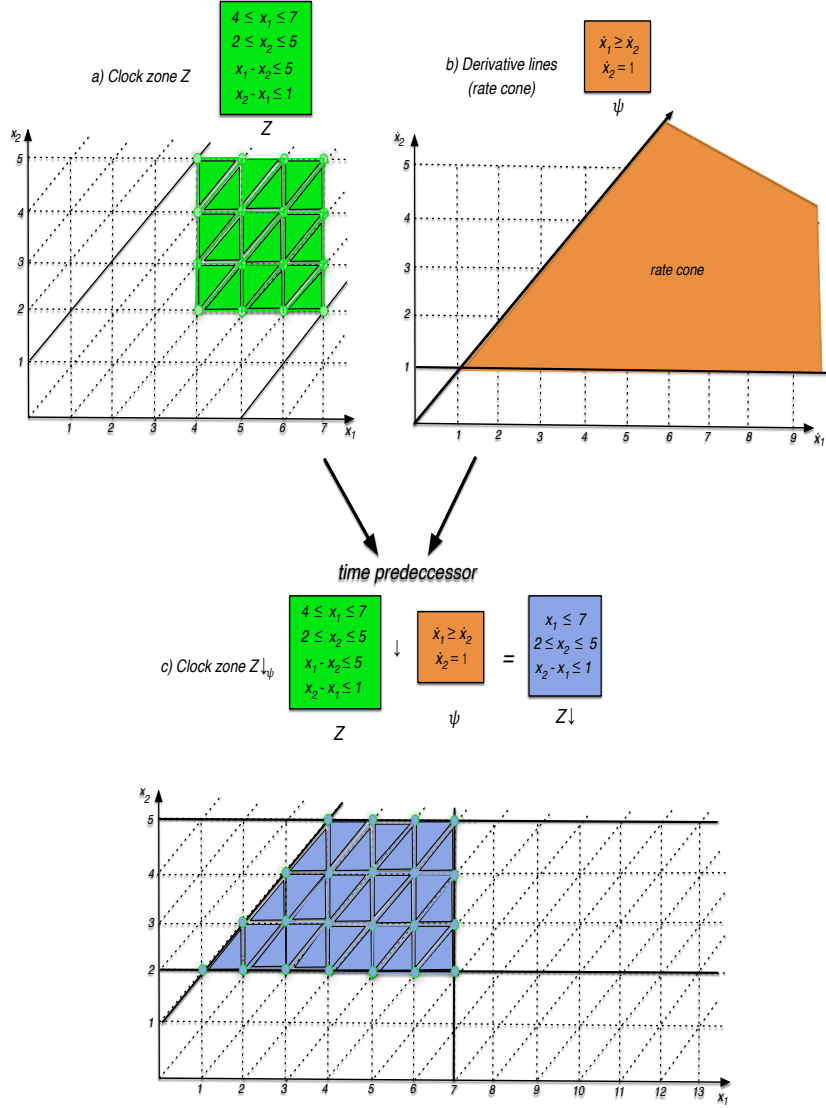 4 ≤ x₁ ≤ 7
2 ≤ x₂ ≤ 5
x₁ - x₂ ≤ 5
x₂ - x₁ ≤ 1
a) Clock zone Z
Z
b) Derivative lines
(rate cone)
ẋ₁ ≥ ẋ₂
ẋ₂ = 1
ψ
x₂
5
4
3
2
1
1 2 3 4 5 6 7
x₁
ẋ₂
5
4
3
2
1
rate cone
1 2 3 4 5 6 7 8 9
ẋ₁
time predeccessor
c) Clock zone Z↓ψ
4 ≤ x₁ ≤ 7
2 ≤ x₂ ≤ 5
x₁ - x₂ ≤ 5
x₂ - x₁ ≤ 1
Z
↓
ẋ₁ ≥ ẋ₂
ẋ₂ = 1
ψ
=
x₁ ≤ 7
2 ≤ x₂ ≤ 5
x₂ - x₁ ≤ 1
Z↓
x₂
5
4
3
2
1
1 2 3 4 5 6 7 8 9 10 11 12 13
x₁